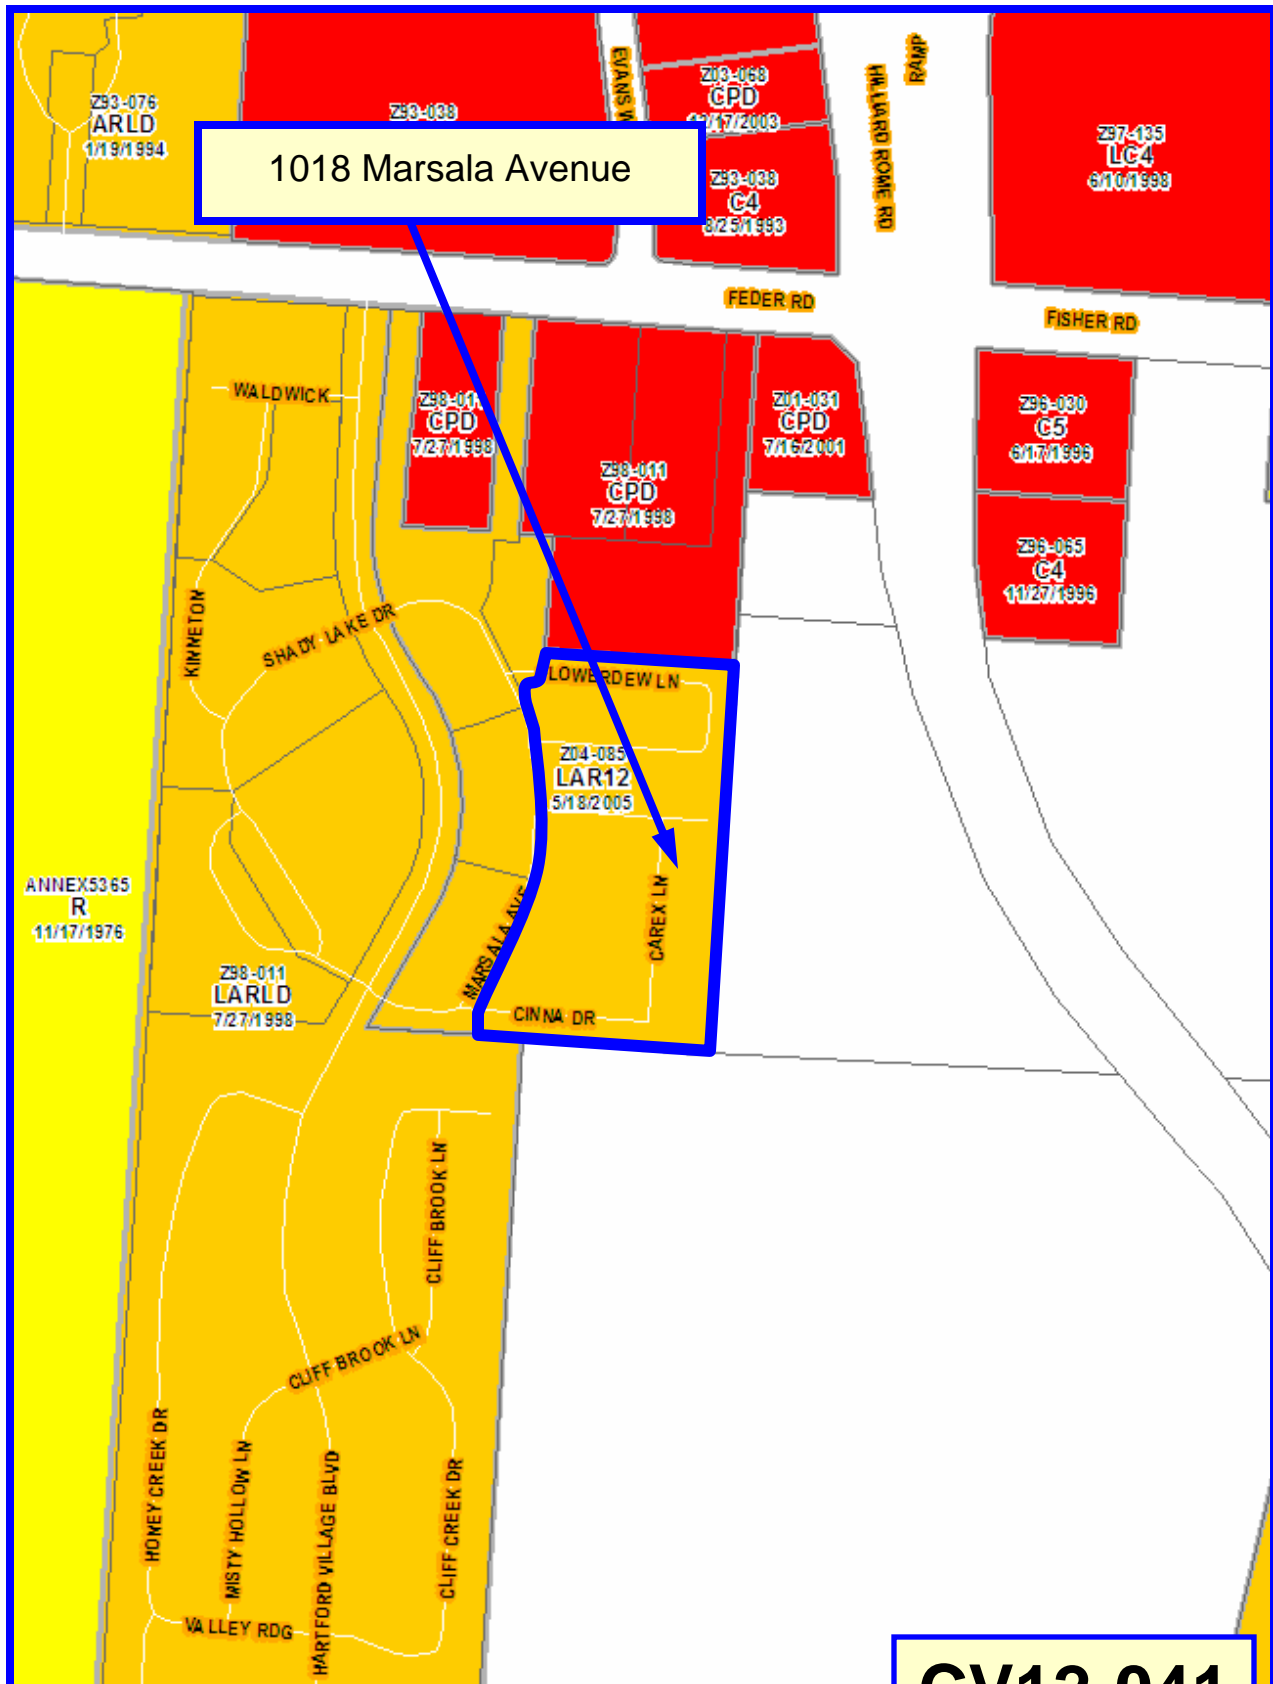 EVANS W
RAMP
HILLIARD ROME RD
Z93-076
ARLD
1/19/1994
Z93-038
Z03-068
CPD
/17/2003
Z97-135
LC4
6/10/1998
1018 Marsala Avenue
Z93-038
C4
8/25/1993
FEDER RD
FISHER RD
WALDWICK
Z98-01
CPD
7/27/1998
Z01-031
CPD
7/16/2001
Z96-030
C5
6/17/1996
Z98-011
CPD
7/27/1998
Z96-065
C4
11/27/1996
KINNETON
SHADY LAKE DR
LOWERDEW LN
Z04-085
LAR12
5/18/2005
ANNEX5365
R
11/17/1976
MARSALA AVE
CAREX LN
Z98-011
LARLD
7/27/1998
CINNA DR
CLIFF BROOK LN
CLIFF BROOK LN
HONEY CREEK DR
MISTY HOLLOW LN
HARTFORD VILLAGE BLVD
CLIFF CREEK DR
VALLEY RDG
CV12-041